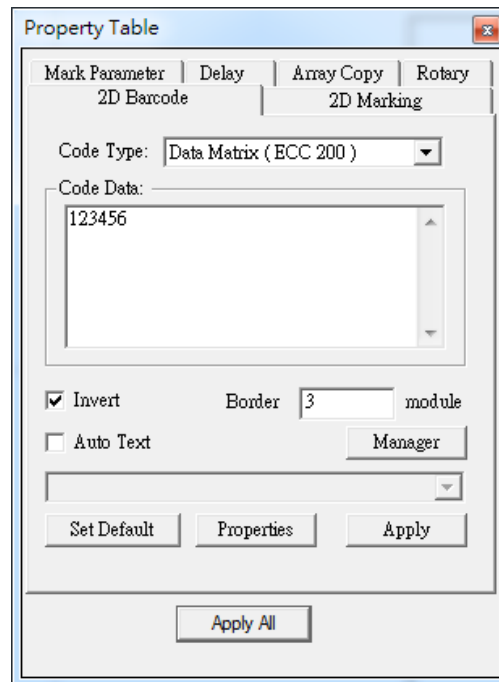 Property Table
Mark Parameter Delay Array Copy Rotary
2D Barcode 2D Marking
Code Type: Data Matrix ( ECC 200 )
Code Data:
123456
Invert Border 3 module
Auto Text Manager
Set Default Properties Apply
Apply All